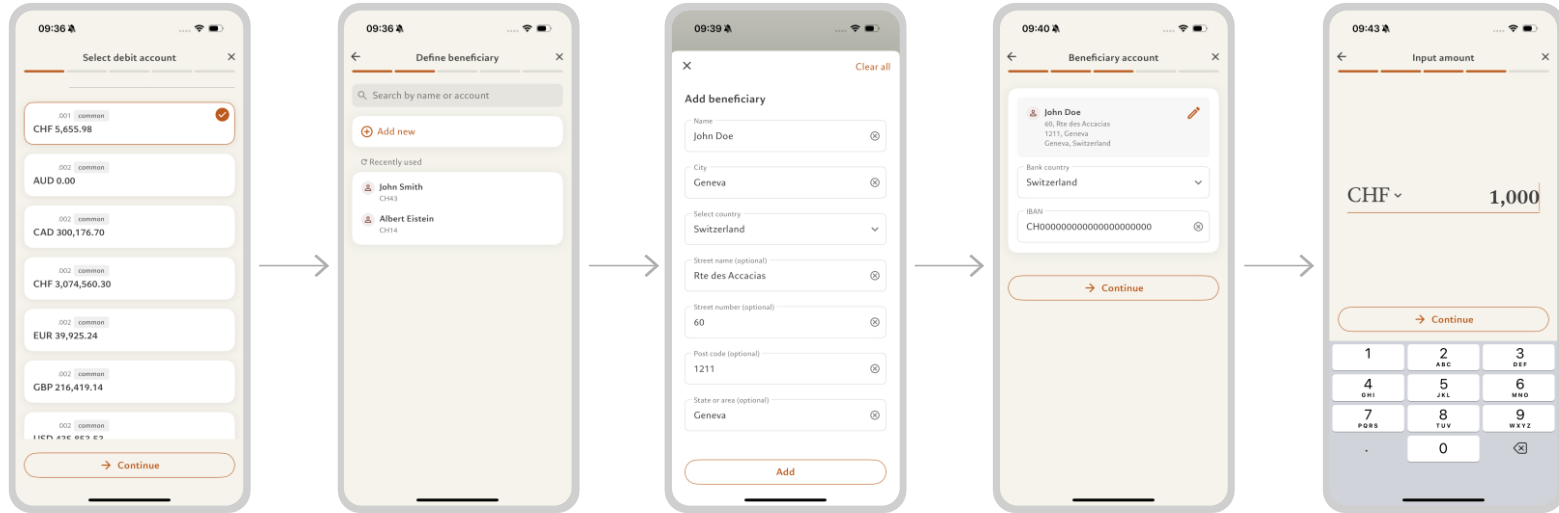 09:36
Select debit account
.001 common
CHF 5,655.98
.002 common
AUD 0.00
.002 common
CAD 300,176.70
.002 common
CHF 3,074,560.30
.002 common
EUR 39,925.24
.002 common
GBP 216,419.14
.002 common
USD 435,853.53
Continue
09:36
Define beneficiary
Search by name or account
Add new
Recently used
John Smith
CH43
Albert Eistein
CH14
09:39
Clear all
Add beneficiary
Name
John Doe
City
Geneva
Select country
Switzerland
Street name (optional)
Rte des Accacias
Street number (optional)
60
Post code (optional)
1211
State or area (optional)
Geneva
Add
09:40
Beneficiary account
John Doe
60, Rte des Accacias
1211, Geneva
Geneva, Switzerland
Bank country
Switzerland
IBAN
CH0000000000000000000
Continue
09:43
Input amount
CHF 1,000
Continue
1 2 3
ABC DEF
4 5 6
GHI JKL MNO
7 8 9
PQRS TUV WXYZ
. 0